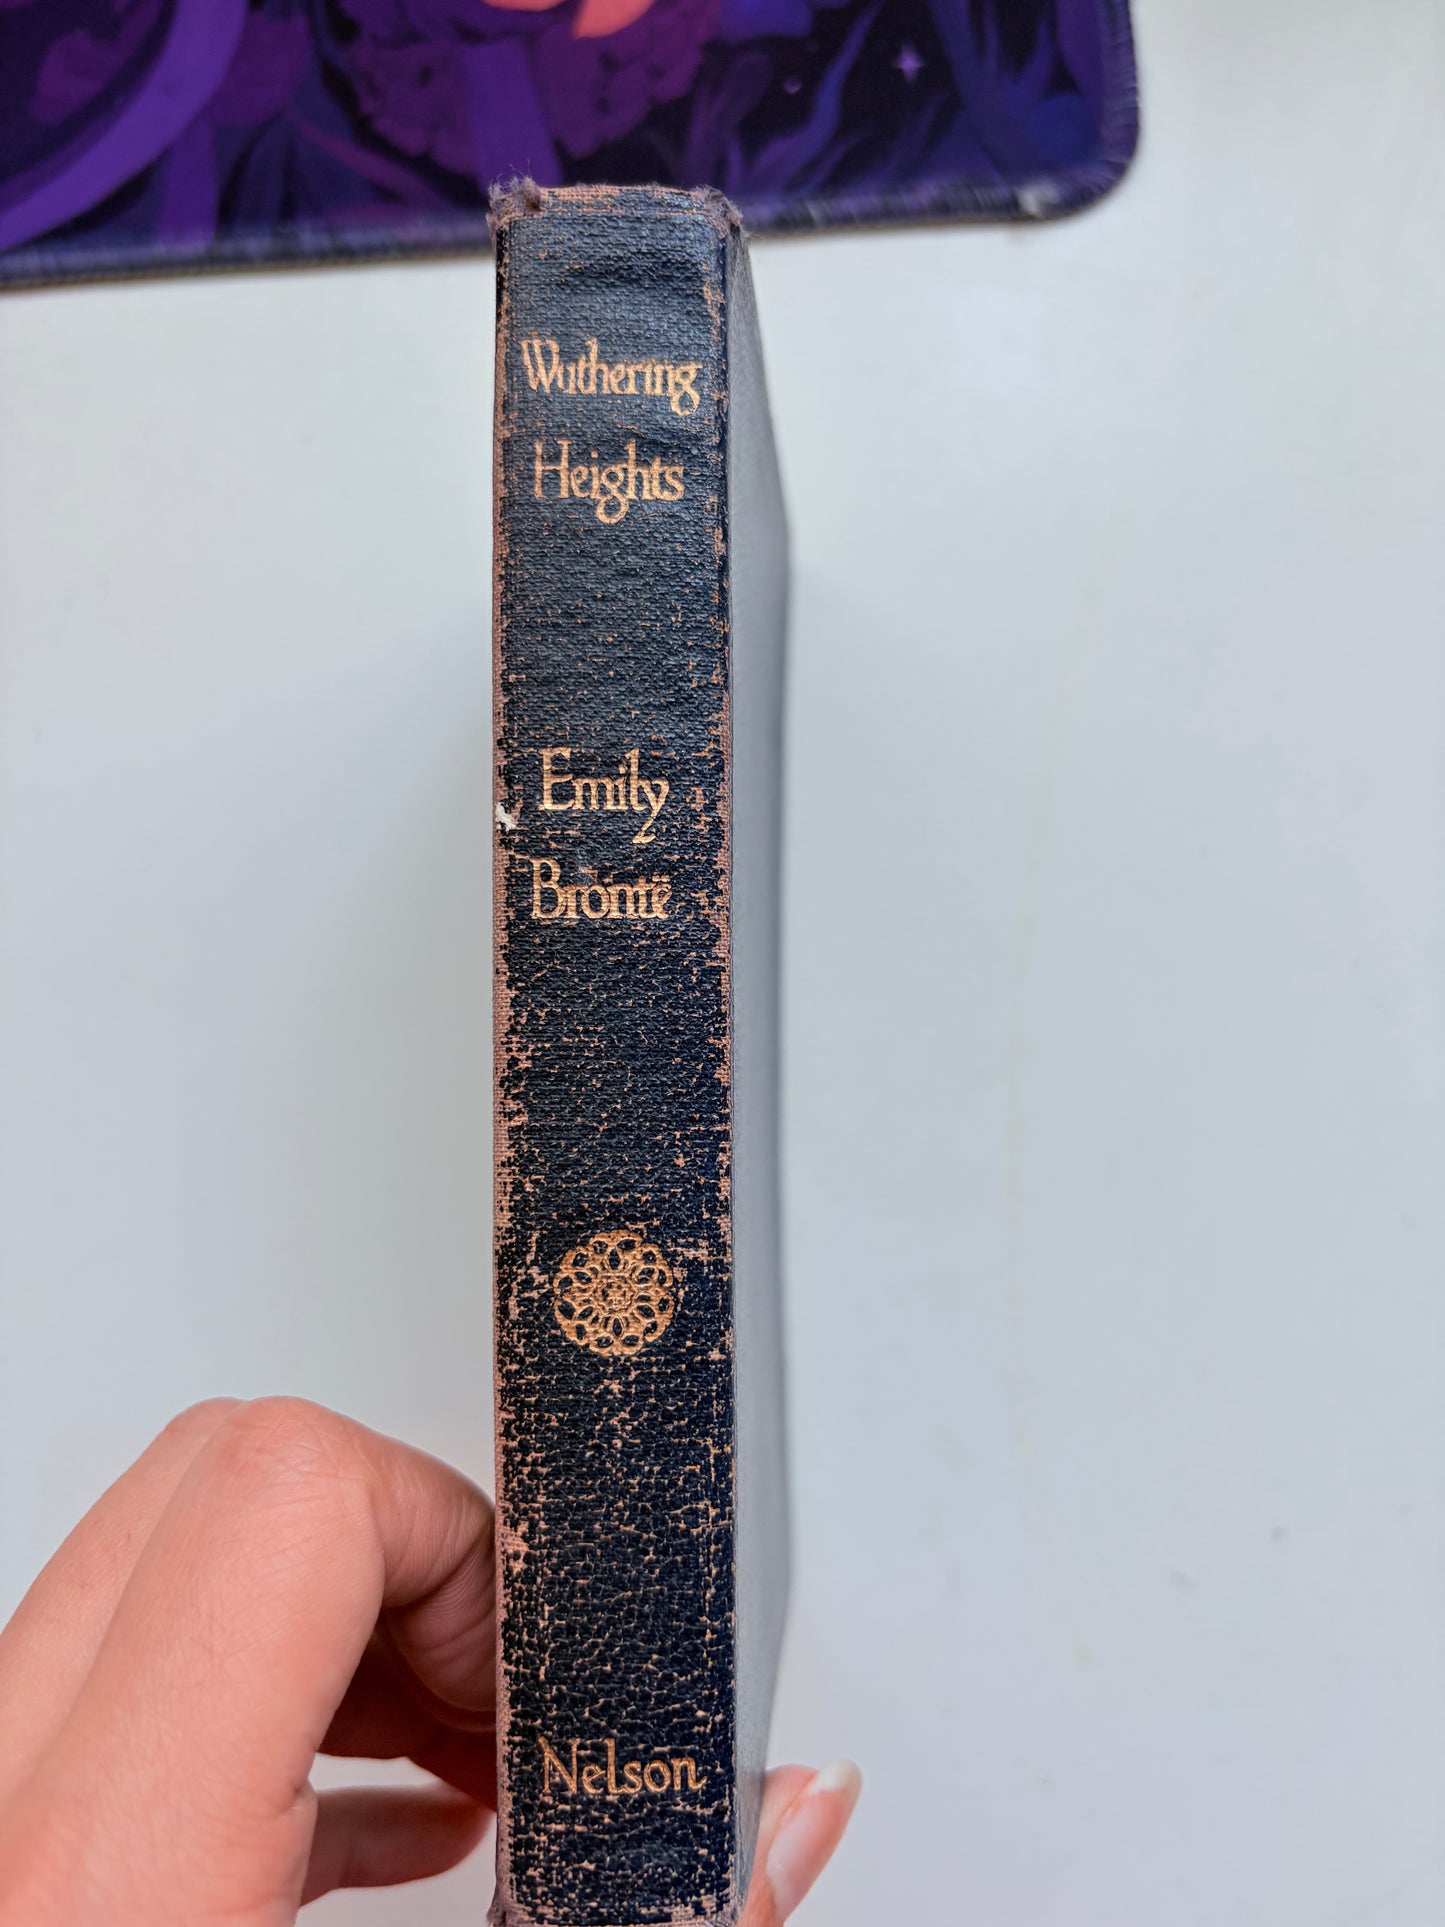 Wuthering
Heights
Emily
Brontë
Nelson